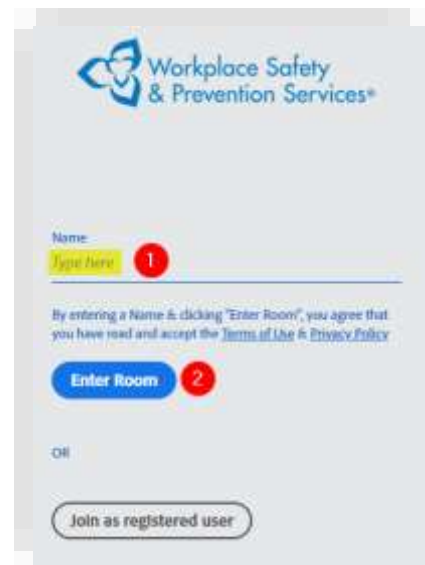 Workplace Safety
& Prevention Services®
Name
Type here
1
By entering a Name & clicking "Enter Room", you agree that
you have read and accept the Terms of Use & Privacy Policy
Enter Room
2
OR
Join as registered user